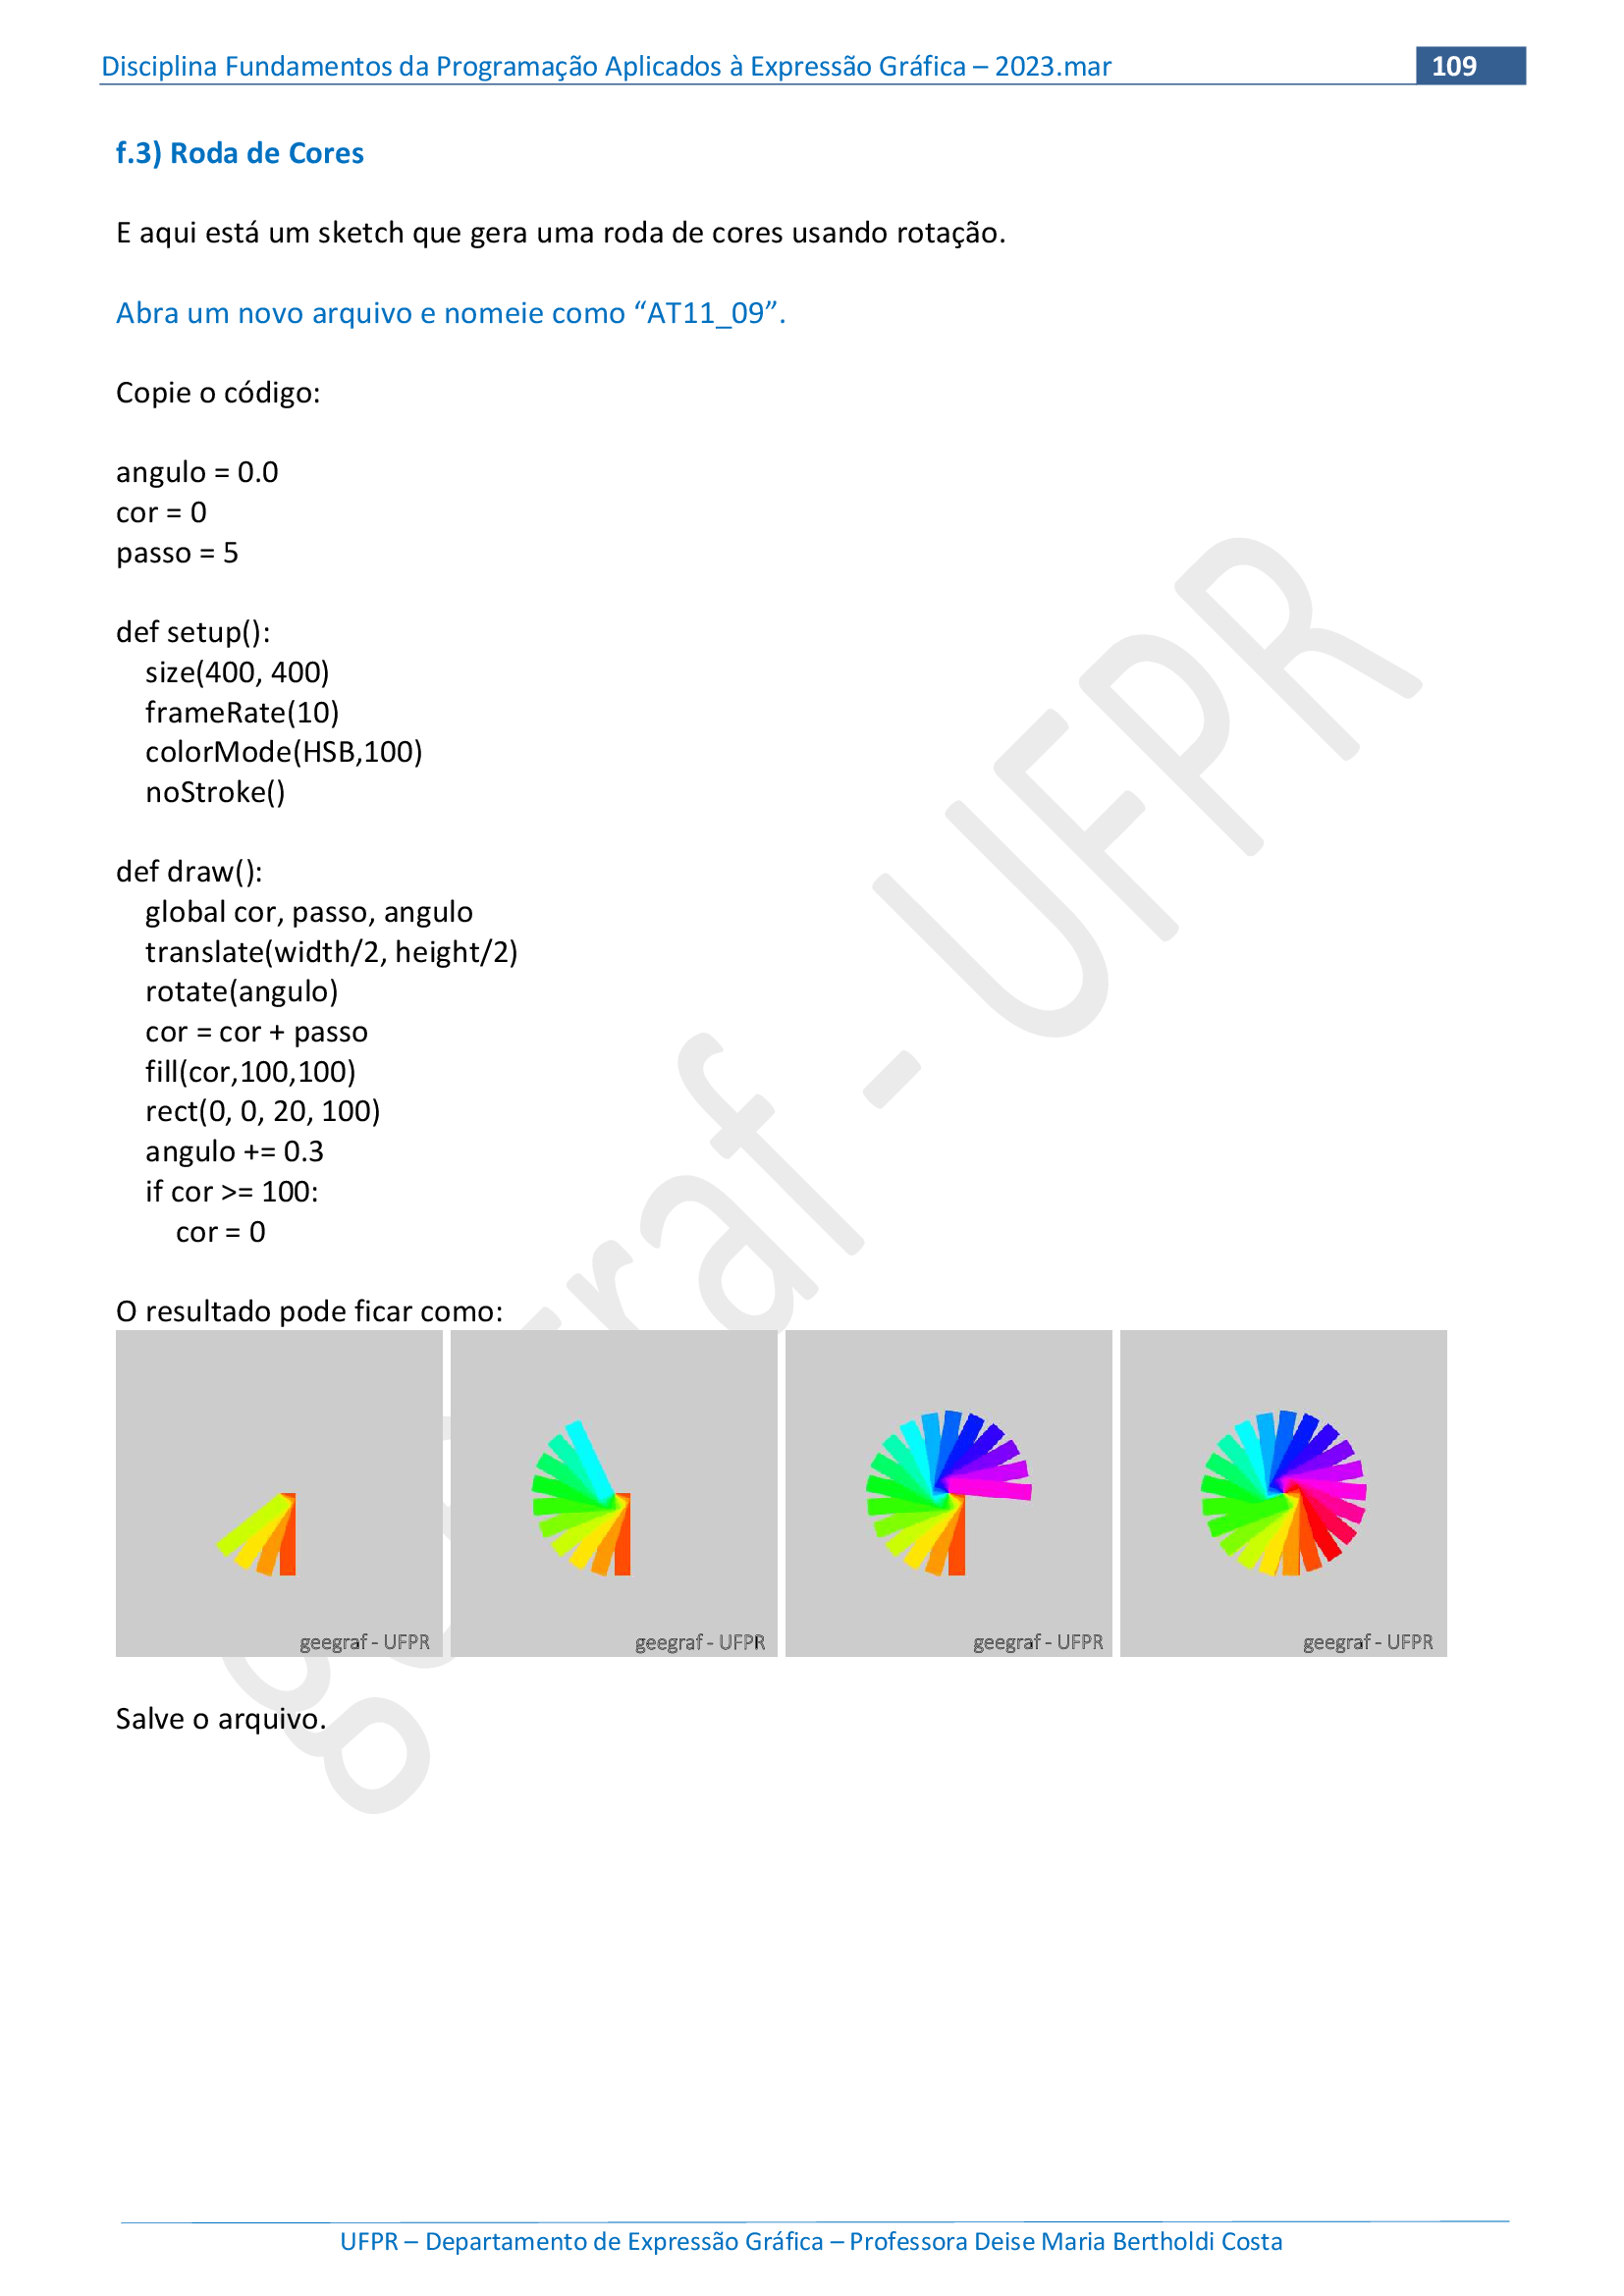 Disciplina Fundamentos da Programação Aplicados à Expressão Gráfica – 2023.mar 109
f.3) Roda de Cores
E aqui está um sketch que gera uma roda de cores usando rotação.
Abra um novo arquivo e nomeie como “AT11_09”.
Copie o código:
angulo = 0.0
cor = 0
passo = 5
def setup():
size(400, 400)
frameRate(10)
colorMode(HSB,100)
noStroke()
def draw():
global cor, passo, angulo
translate(width/2, height/2)
rotate(angulo)
cor = cor + passo
fill(cor,100,100)
rect(0, 0, 20, 100)
angulo += 0.3
if cor >= 100:
cor = 0
O resultado pode ficar como:
geegraf - UFPR geegraf - UFPR geegraf - UFPR geegraf - UFPR
Salve o arquivo.
geegraf - UFPR
UFPR – Departamento de Expressão Gráfica – Professora Deise Maria Bertholdi Costa